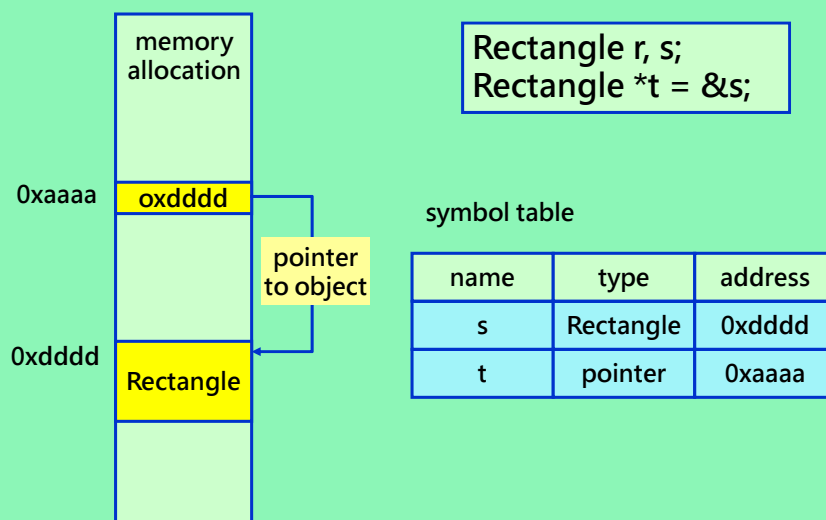 memory
allocation
Rectangle r, s;
Rectangle *t = &s;
0xaaaa
oxdddd
symbol table
pointer
to object
name type address
s Rectangle 0xdddd
t pointer 0xaaaa
0xdddd
Rectangle